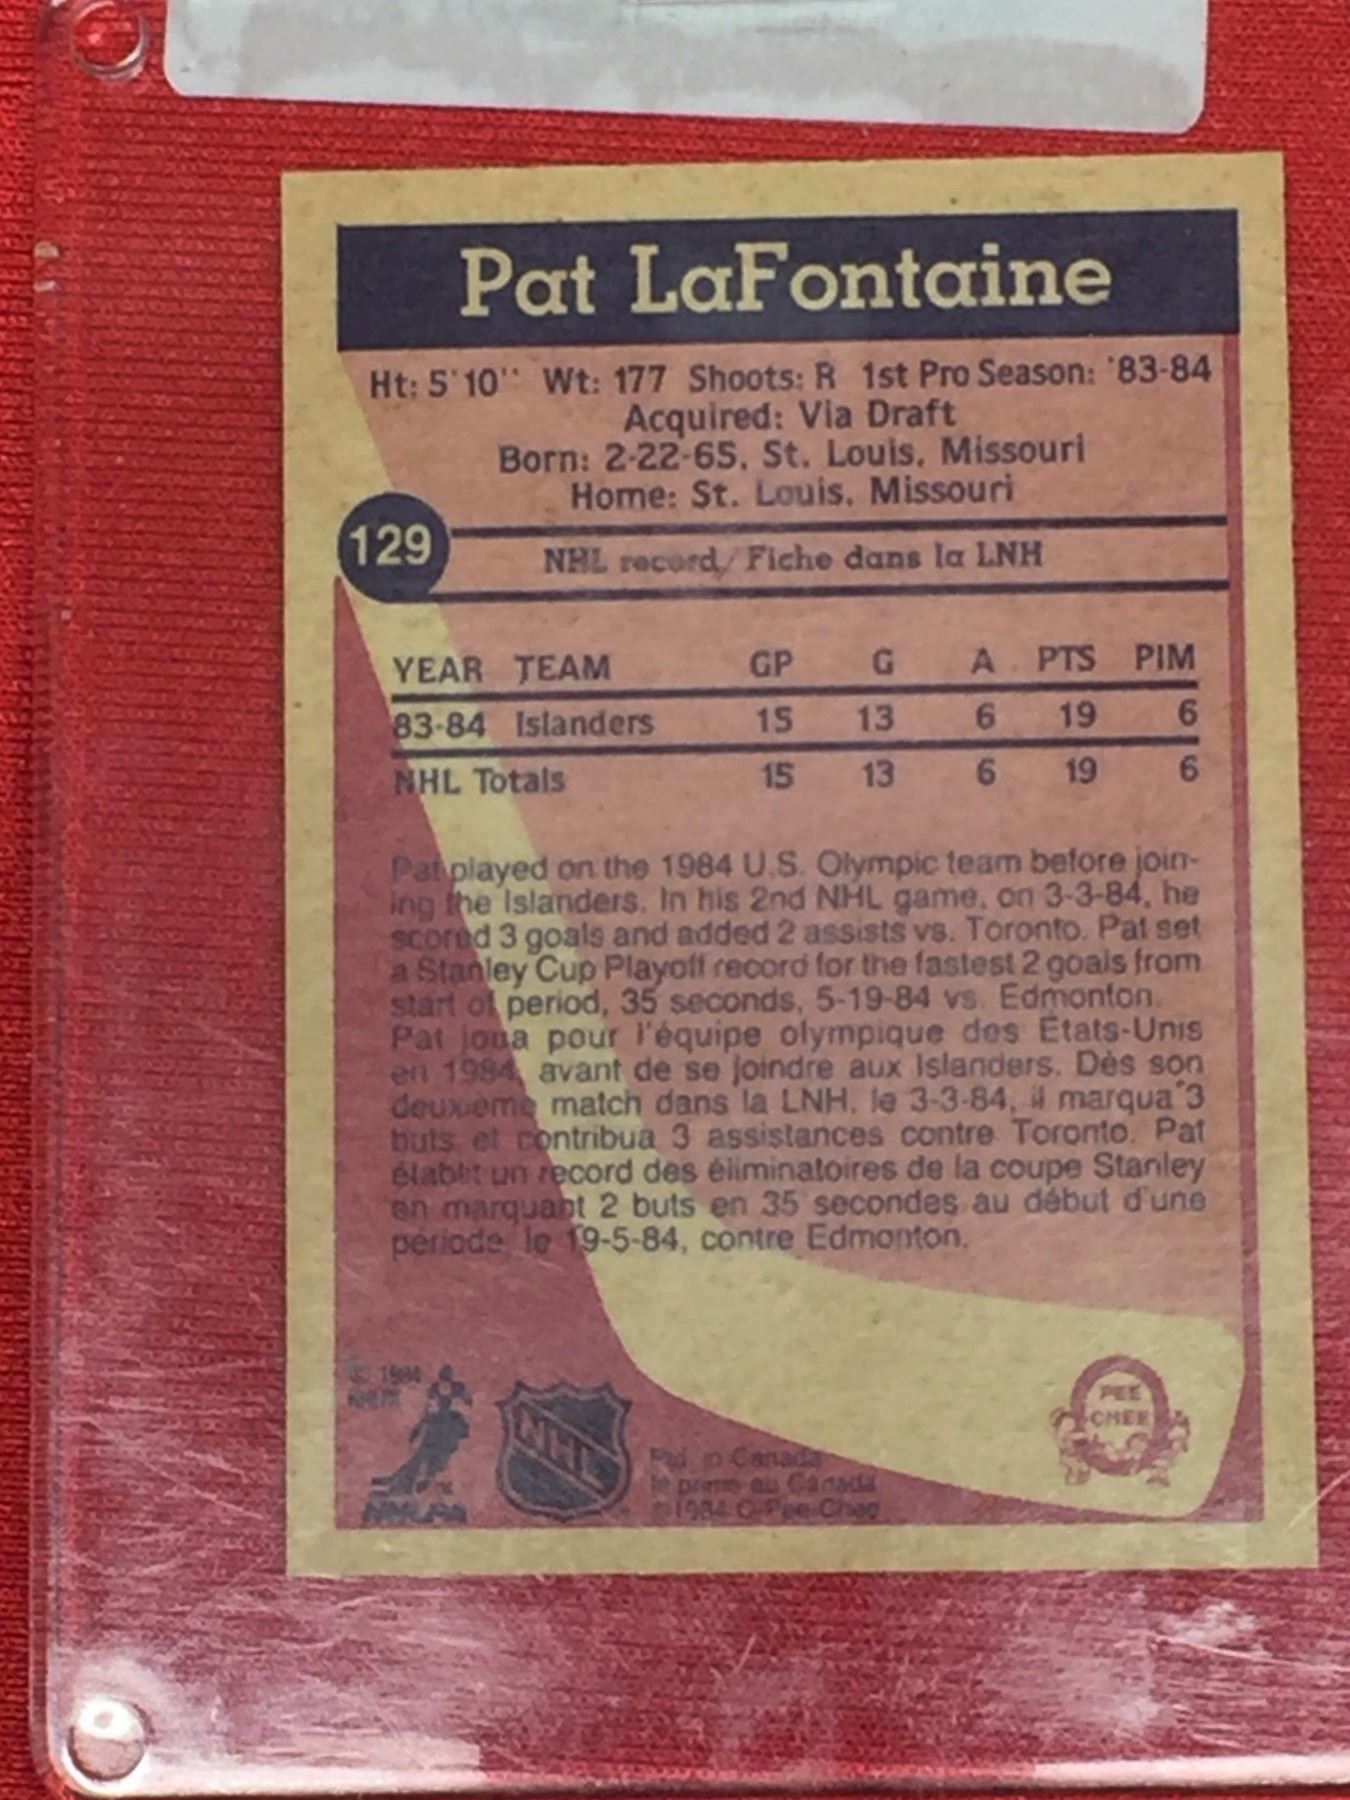 Pat LaFontaine
Ht: 5'10'' Wt: 177 Shoots: R 1st Pro Season: '83-84
Acquired: Via Draft
Born: 2-22-65, St. Louis, Missouri
Home: St. Louis, Missouri
129
NHL record/Fiche dans la LNH
YEAR TEAM GP G A PTS PIM
83-84 Islanders 15 13 6 19 6
NHL Totals 15 13 6 19 6
Pat played on the 1984 U.S. Olympic team before join-
ing the Islanders. In his 2nd NHL game, on 3-3-84, he
scored 3 goals and added 2 assists vs. Toronto. Pat set
a Stanley Cup Playoff record for the fastest 2 goals from
start of period, 35 seconds, 5-19-84 vs. Edmonton.
Pat joua pour l'équipe olympique des États-Unis
en 1984, avant de se joindre aux Islanders. Dès son
deuxième match dans la LNH, le 3-3-84, il marqua 3
buts et contribua 3 assistances contre Toronto. Pat
établit un record des éliminatoires de la coupe Stanley
en marquant 2 buts en 35 secondes au début d'une
période le 19-5-84, contre Edmonton.
© 1984
NHLPA
NHLPA
NHL
in Canada
au Canada
©1984 O-Pee-Chee
PEE
CHEE